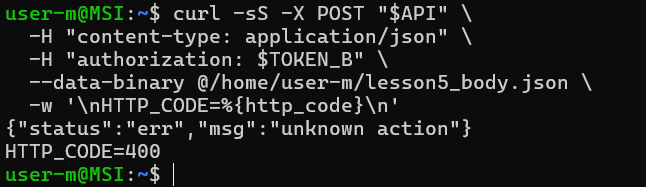 user-m@MSI:~$ curl -sS -X POST "$API" \
  -H "content-type: application/json" \
  -H "authorization: $TOKEN_B" \
  --data-binary @/home/user-m/lesson5_body.json \
  -w '\nHTTP_CODE=%{http_code}\n'
{"status":"err","msg":"unknown action"}
HTTP_CODE=400
user-m@MSI:~$